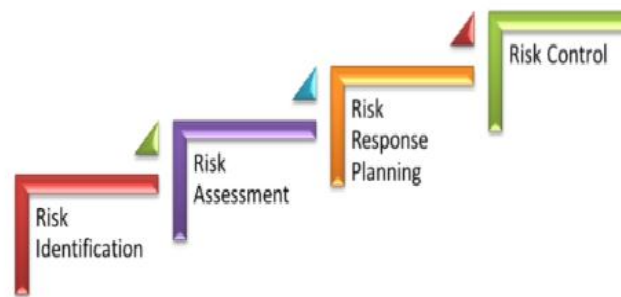 Risk
Identification
Risk
Assessment
Risk
Response
Planning
Risk Control